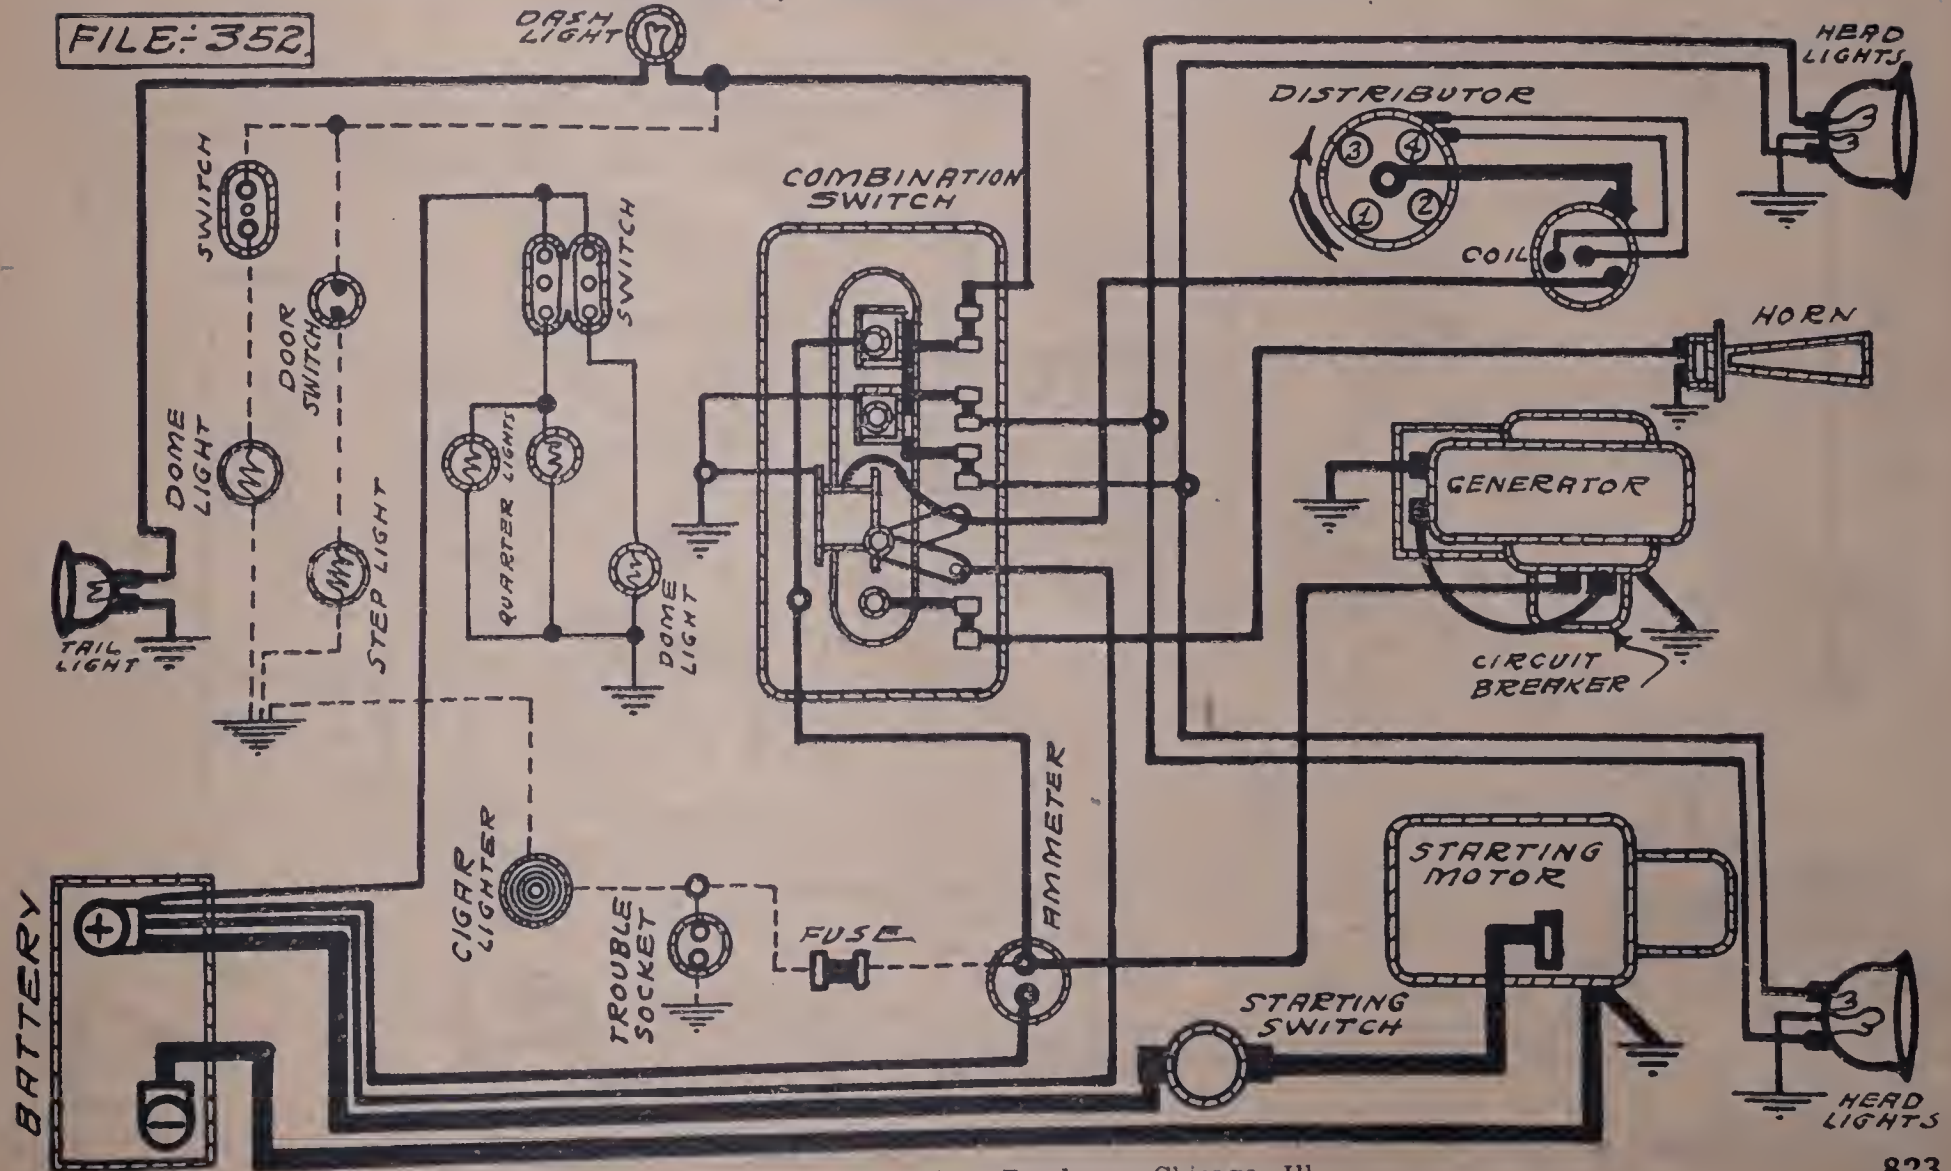 FILE:-352.
DASH
LIGHT
HEAD
LIGHTS
DISTRIBUTOR
3
4
1
2
COMBINATION
SWITCH
SWITCH
SWITCH
COIL
HORN
DOOR
SWITCH
DOME
LIGHT
QUARTER LIGHTS
STEP LIGHT
GENERATOR
TAIL
LIGHT
DOME
LIGHT
CIRCUIT
BREAKER
AMMETER
CIGAR
LIGHTER
STARTING
MOTOR
BATTERY
+
TROUBLE
SOCKET
FUSE
STARTING
SWITCH
−
HEAD
LIGHTS
Chicago, Ill.
823